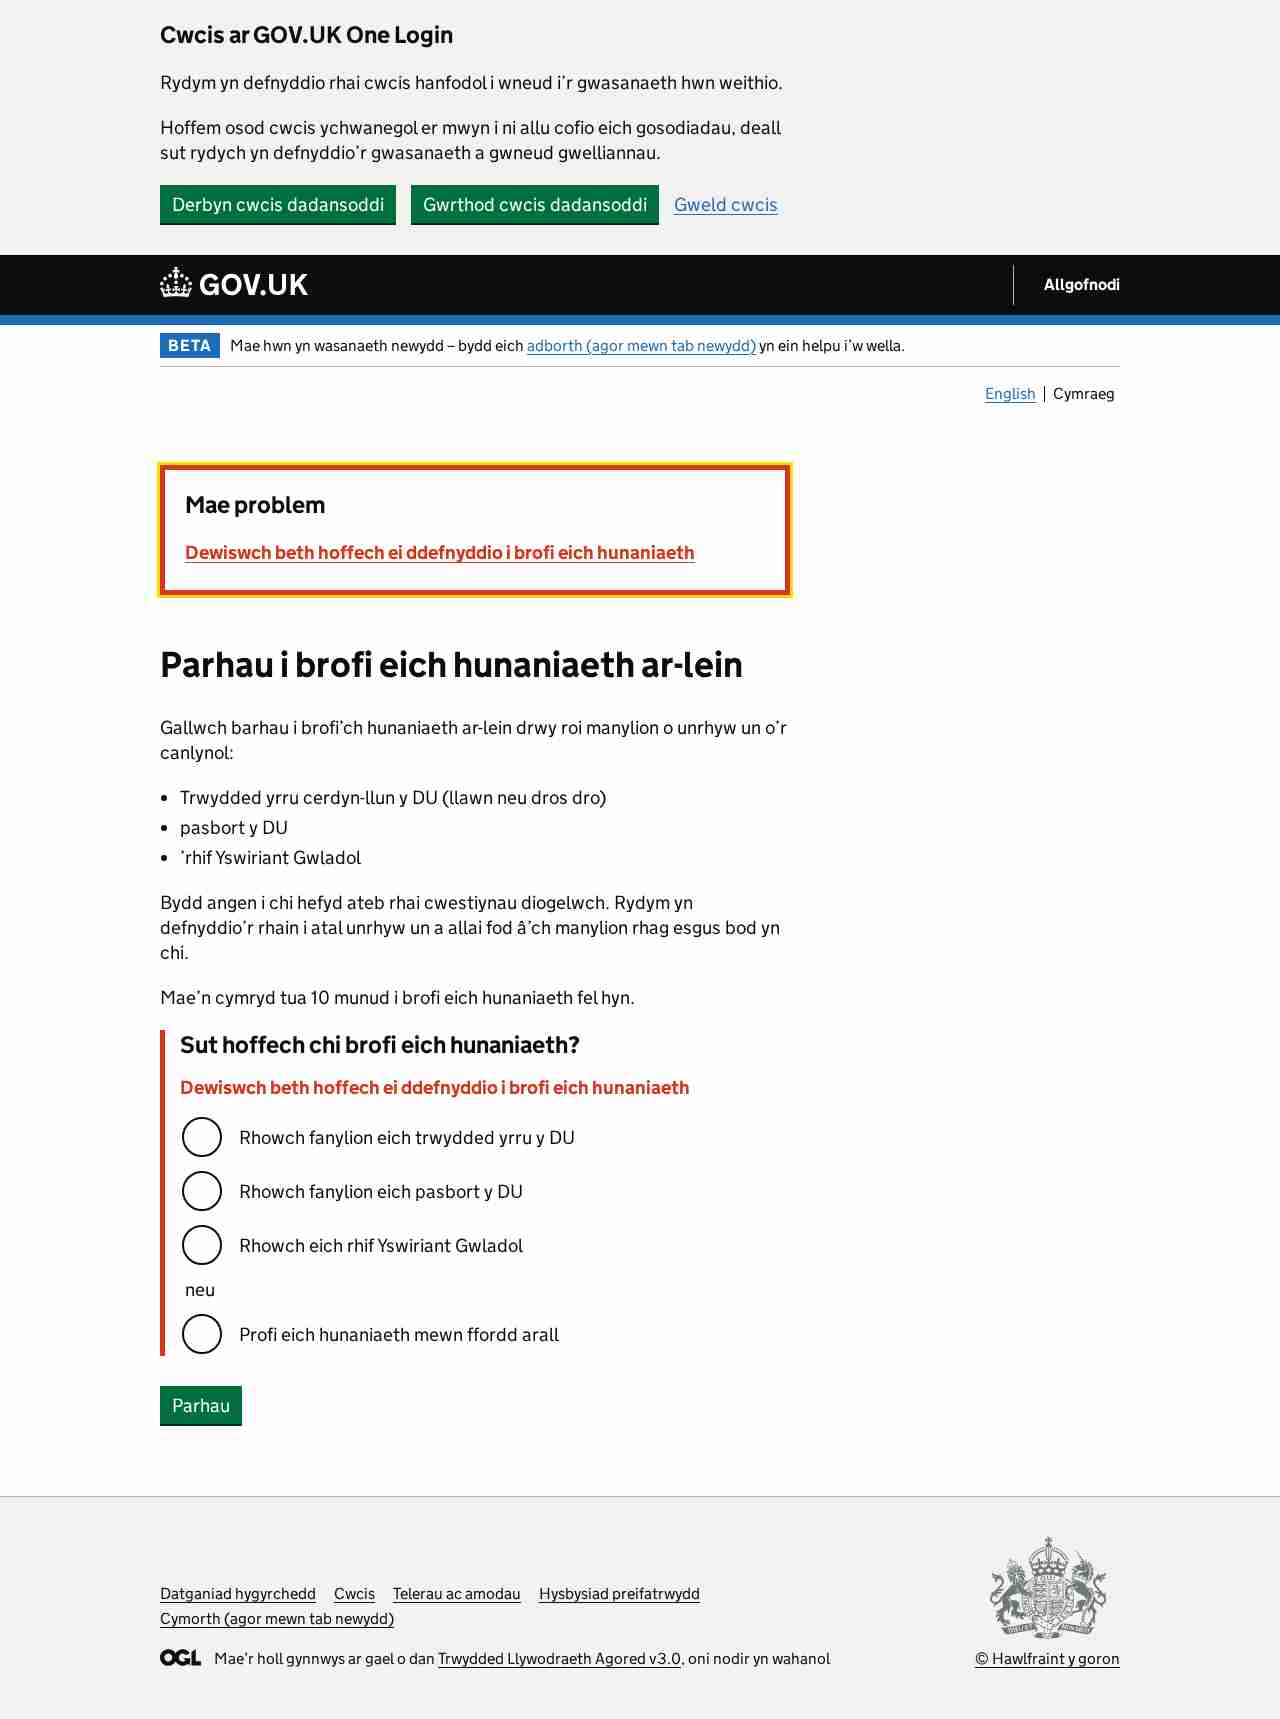 Cwcis ar GOV.UK One Login
Rydym yn defnyddio rhai cwcis hanfodol i wneud i’r gwasanaeth hwn weithio.
Hoffem osod cwcis ychwanegol er mwyn i ni allu cofio eich gosodiadau, deall
sut rydych yn defnyddio’r gwasanaeth a gwneud gwelliannau.
Derbyn cwcis dadansoddi Gwrthod cwcis dadansoddi Gweld cwcis
GOV.UK Allgofnodi
BETA Mae hwn yn wasanaeth newydd – bydd eich adborth (agor mewn tab newydd) yn ein helpu i’w wella.
English Cymraeg
Mae problem
Dewiswch beth hoffech ei ddefnyddio i brofi eich hunaniaeth
Parhau i brofi eich hunaniaeth ar-lein
Gallwch barhau i brofi’ch hunaniaeth ar-lein drwy roi manylion o unrhyw un o’r
canlynol:
• Trwydded yrru cerdyn-llun y DU (llawn neu dros dro)
• pasbort y DU
• ’rhif Yswiriant Gwladol
Bydd angen i chi hefyd ateb rhai cwestiynau diogelwch. Rydym yn
defnyddio’r rhain i atal unrhyw un a allai fod â’ch manylion rhag esgus bod yn
chi.
Mae’n cymryd tua 10 munud i brofi eich hunaniaeth fel hyn.
Sut hoffech chi brofi eich hunaniaeth?
Dewiswch beth hoffech ei ddefnyddio i brofi eich hunaniaeth
Rhowch fanylion eich trwydded yrru y DU
Rhowch fanylion eich pasbort y DU
Rhowch eich rhif Yswiriant Gwladol
neu
Profi eich hunaniaeth mewn ffordd arall
Parhau
Datganiad hygyrchedd Cwcis Telerau ac amodau Hysbysiad preifatrwydd
Cymorth (agor mewn tab newydd)
OGL Mae’r holl gynnwys ar gael o dan Trwydded Llywodraeth Agored v3.0, oni nodir yn wahanol
© Hawlfraint y goron